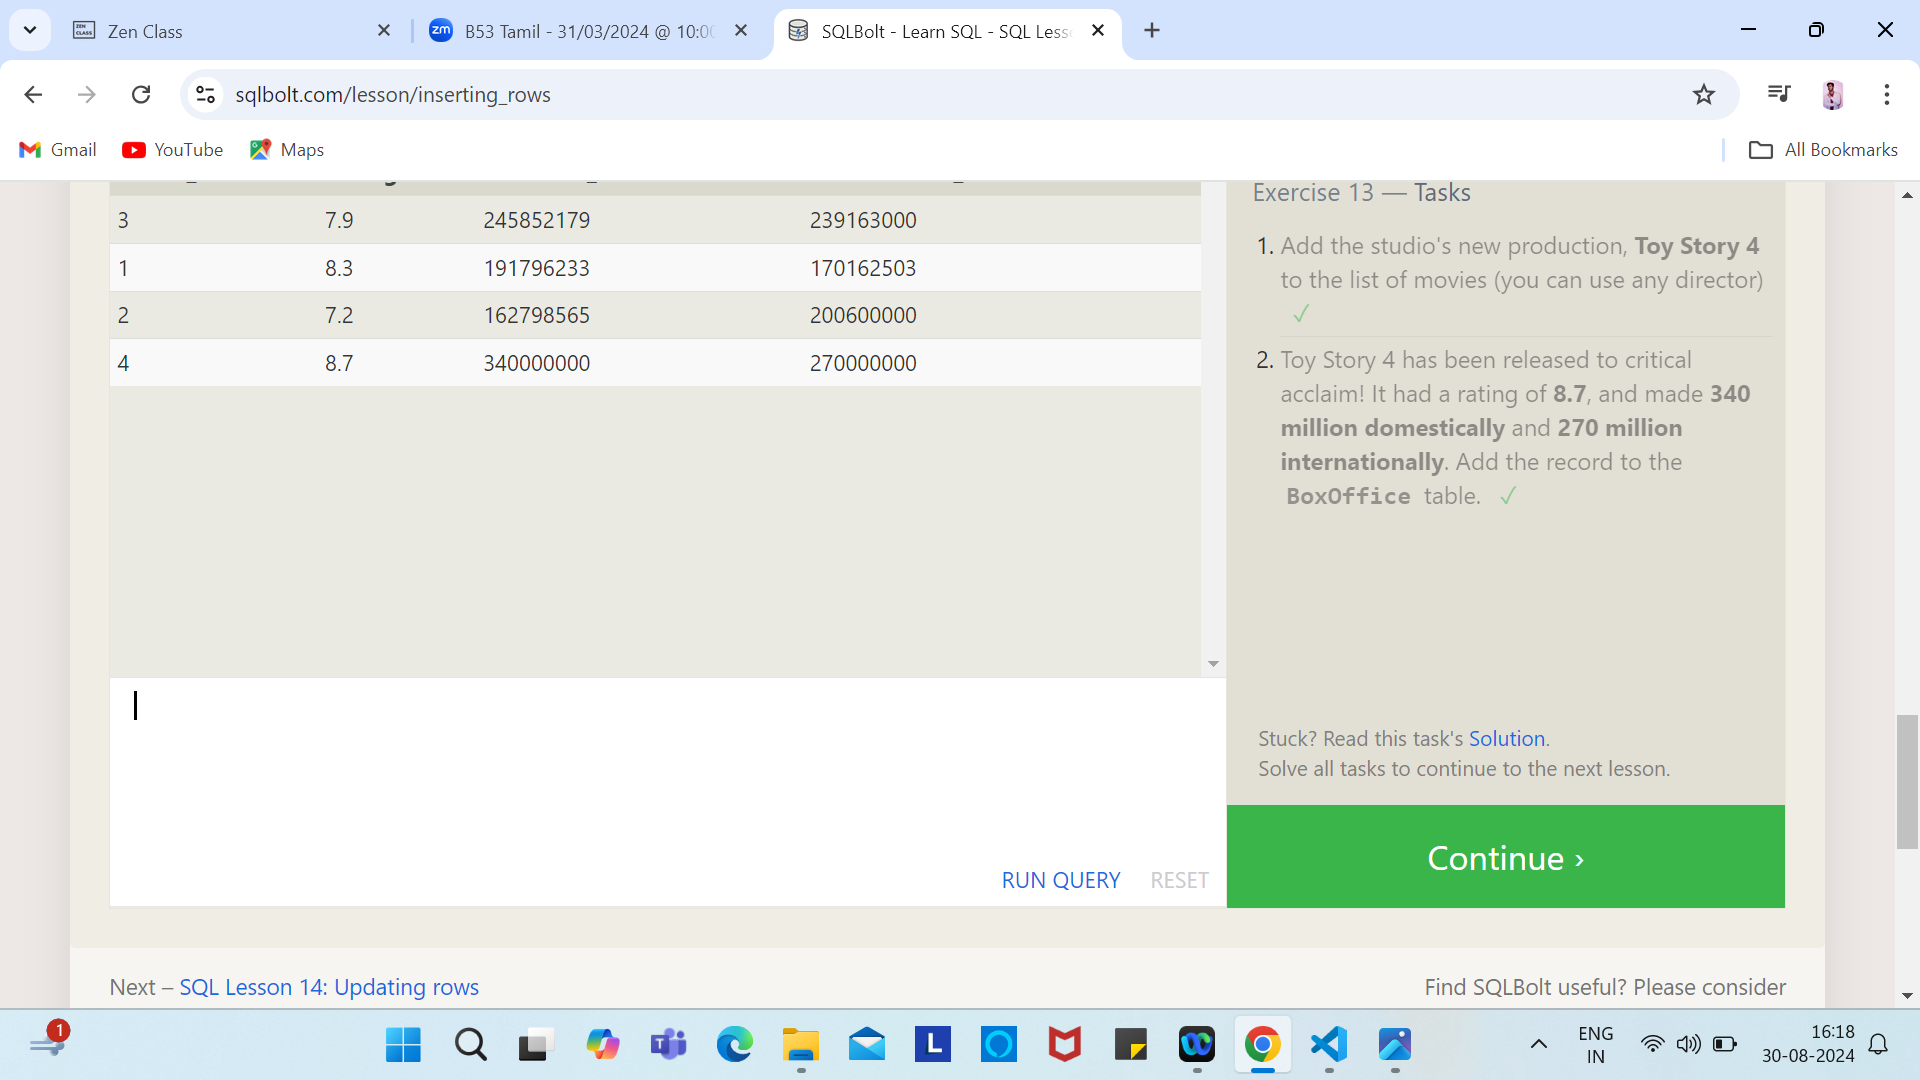 Zen Class
B53 Tamil - 31/03/2024 @ 10:00
SQLBolt - Learn SQL - SQL Less
sqlbolt.com/lesson/inserting_rows
Gmail YouTube Maps All Bookmarks
3 7.9 245852179 239163000
1 8.3 191796233 170162503
2 7.2 162798565 200600000
4 8.7 340000000 270000000
RUN QUERY RESET
Exercise 13 — Tasks
1. Add the studio's new production, Toy Story 4
to the list of movies (you can use any director)
✓
2. Toy Story 4 has been released to critical
acclaim! It had a rating of 8.7, and made 340
million domestically and 270 million
internationally. Add the record to the
BoxOffice table. ✓
Stuck? Read this task's Solution.
Solve all tasks to continue to the next lesson.
Continue ›
Next – SQL Lesson 14: Updating rows
Find SQLBolt useful? Please consider
1
ENG
IN
16:18
30-08-2024